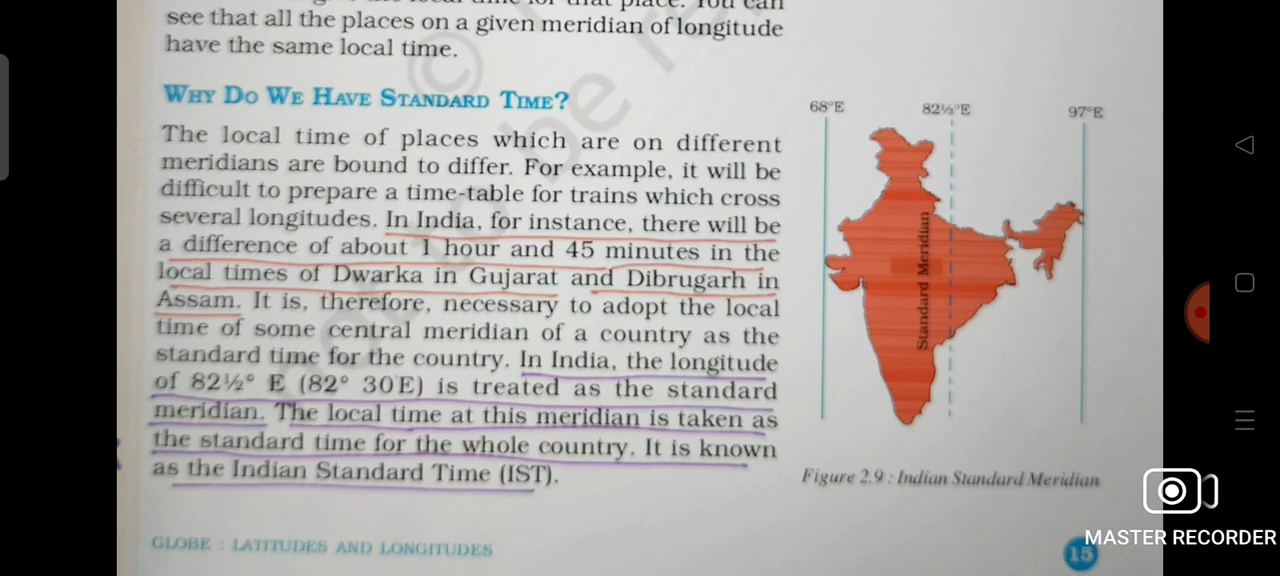 see that all the places on a given meridian of longitude
have the same local time.
WHY DO WE HAVE STANDARD TIME?
The local time of places which are on different
meridians are bound to differ. For example, it will be
difficult to prepare a time-table for trains which cross
several longitudes. In India, for instance, there will be
a difference of about 1 hour and 45 minutes in the
local times of Dwarka in Gujarat and Dibrugarh in
Assam. It is, therefore, necessary to adopt the local
time of some central meridian of a country as the
standard time for the country. In India, the longitude
of 82½° E (82° 30'E) is treated as the standard
meridian. The local time at this meridian is taken as
the standard time for the whole country. It is known
as the Indian Standard Time (IST).
68°E
82½°E
97°E
Standard Meridian
Figure 2.9 : Indian Standard Meridian
GLOBE : LATITUDES AND LONGITUDES
15
MASTER RECORDER